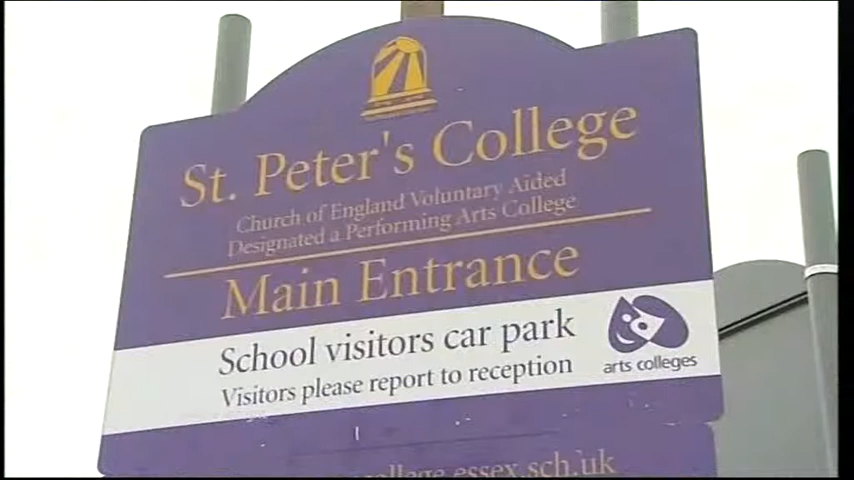 St. Peter's College
Church of England Voluntary Aided
Designated a Performing Arts College
Main Entrance
School visitors car park
Visitors please report to reception
arts colleges
college.essex.sch.uk